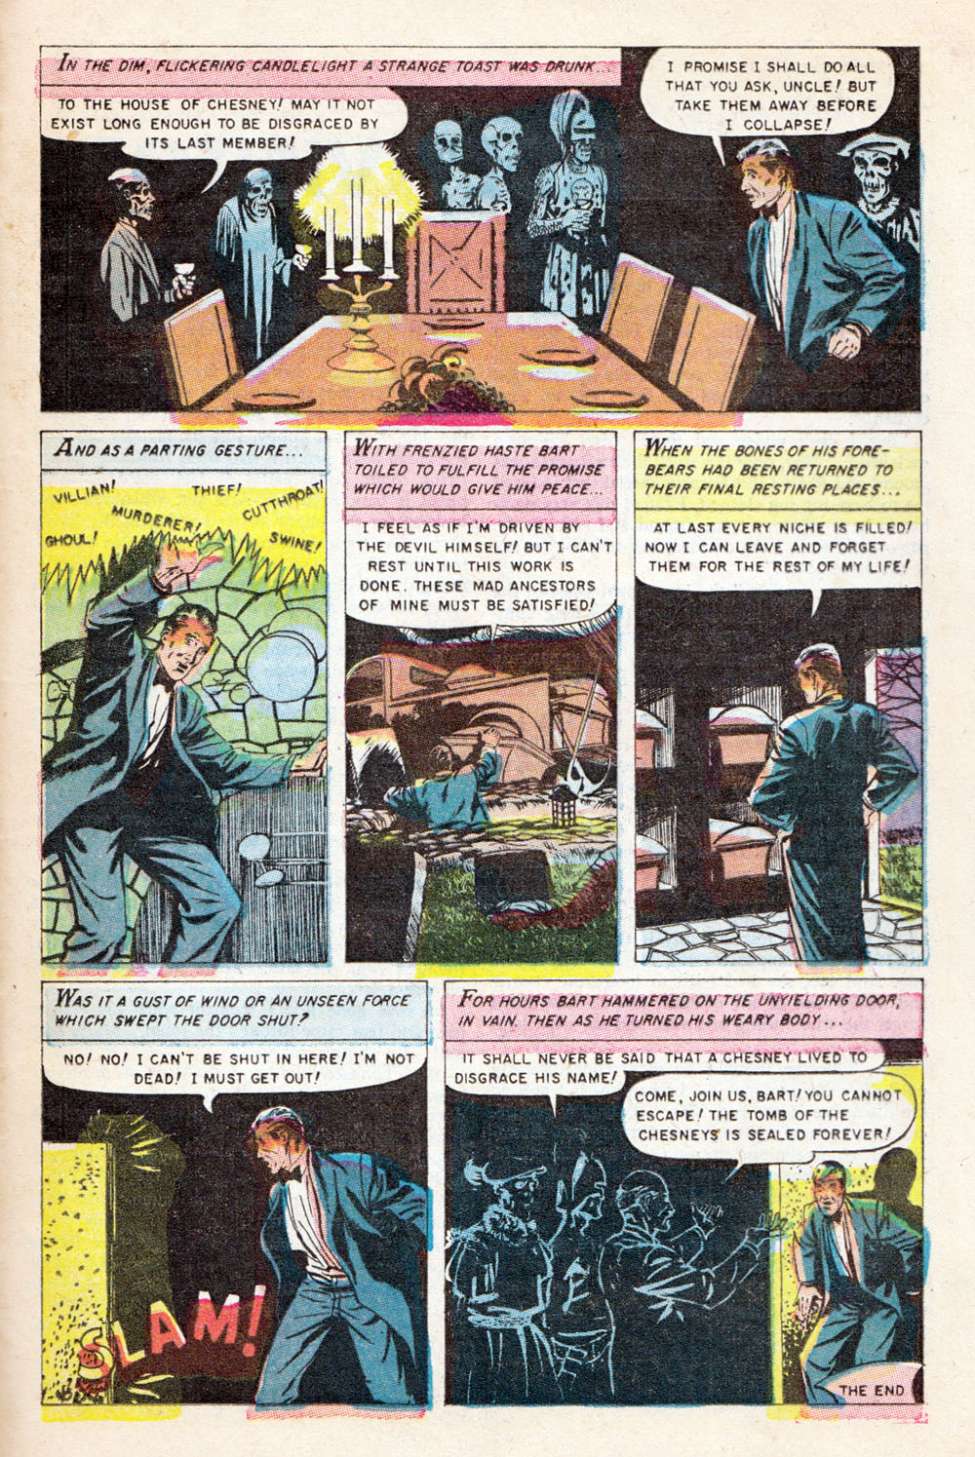 IN THE DIM, FLICKERING CANDLELIGHT A STRANGE TOAST WAS DRUNK...
TO THE HOUSE OF CHESNEY! MAY IT NOT
EXIST LONG ENOUGH TO BE DISGRACED BY
ITS LAST MEMBER!
I PROMISE I SHALL DO ALL
THAT YOU ASK, UNCLE! BUT
TAKE THEM AWAY BEFORE
I COLLAPSE!
AND AS A PARTING GESTURE...
VILLIAN!
THIEF!
CUTTHROAT!
MURDERER!
GHOUL!
SWINE!
WITH FRENZIED HASTE BART
TOILED TO FULFILL THE PROMISE
WHICH WOULD GIVE HIM PEACE...
I FEEL AS IF I'M DRIVEN BY
THE DEVIL HIMSELF! BUT I CAN'T
REST UNTIL THIS WORK IS
DONE. THESE MAD ANCESTORS
OF MINE MUST BE SATISFIED!
WHEN THE BONES OF HIS FORE-
BEARS HAD BEEN RETURNED TO
THEIR FINAL RESTING PLACES...
AT LAST EVERY NICHE IS FILLED!
NOW I CAN LEAVE AND FORGET
THEM FOR THE REST OF MY LIFE!
WAS IT A GUST OF WIND OR AN UNSEEN FORCE
WHICH SWEPT THE DOOR SHUT?
NO! NO! I CAN'T BE SHUT IN HERE! I'M NOT
DEAD! I MUST GET OUT!
SLAM!
FOR HOURS BART HAMMERED ON THE UNYIELDING DOOR,
IN VAIN. THEN AS HE TURNED HIS WEARY BODY...
IT SHALL NEVER BE SAID THAT A CHESNEY LIVED TO
DISGRACE HIS NAME!
COME, JOIN US, BART! YOU CANNOT
ESCAPE! THE TOMB OF THE
CHESNEYS IS SEALED FOREVER!
THE END